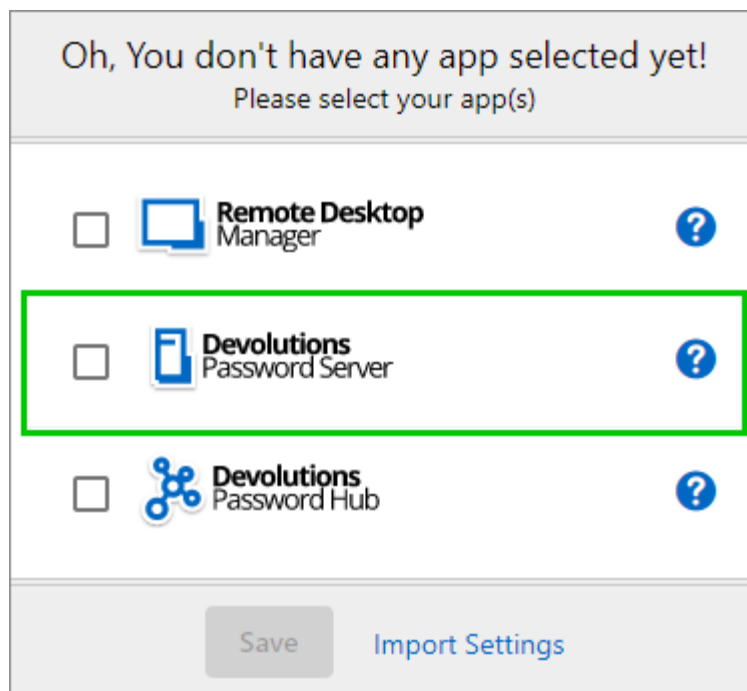 Oh, You don't have any app selected yet!
Please select your app(s)
Remote Desktop
Manager
?
Devolutions
Password Server
?
Devolutions
Password Hub
?
Save
Import Settings